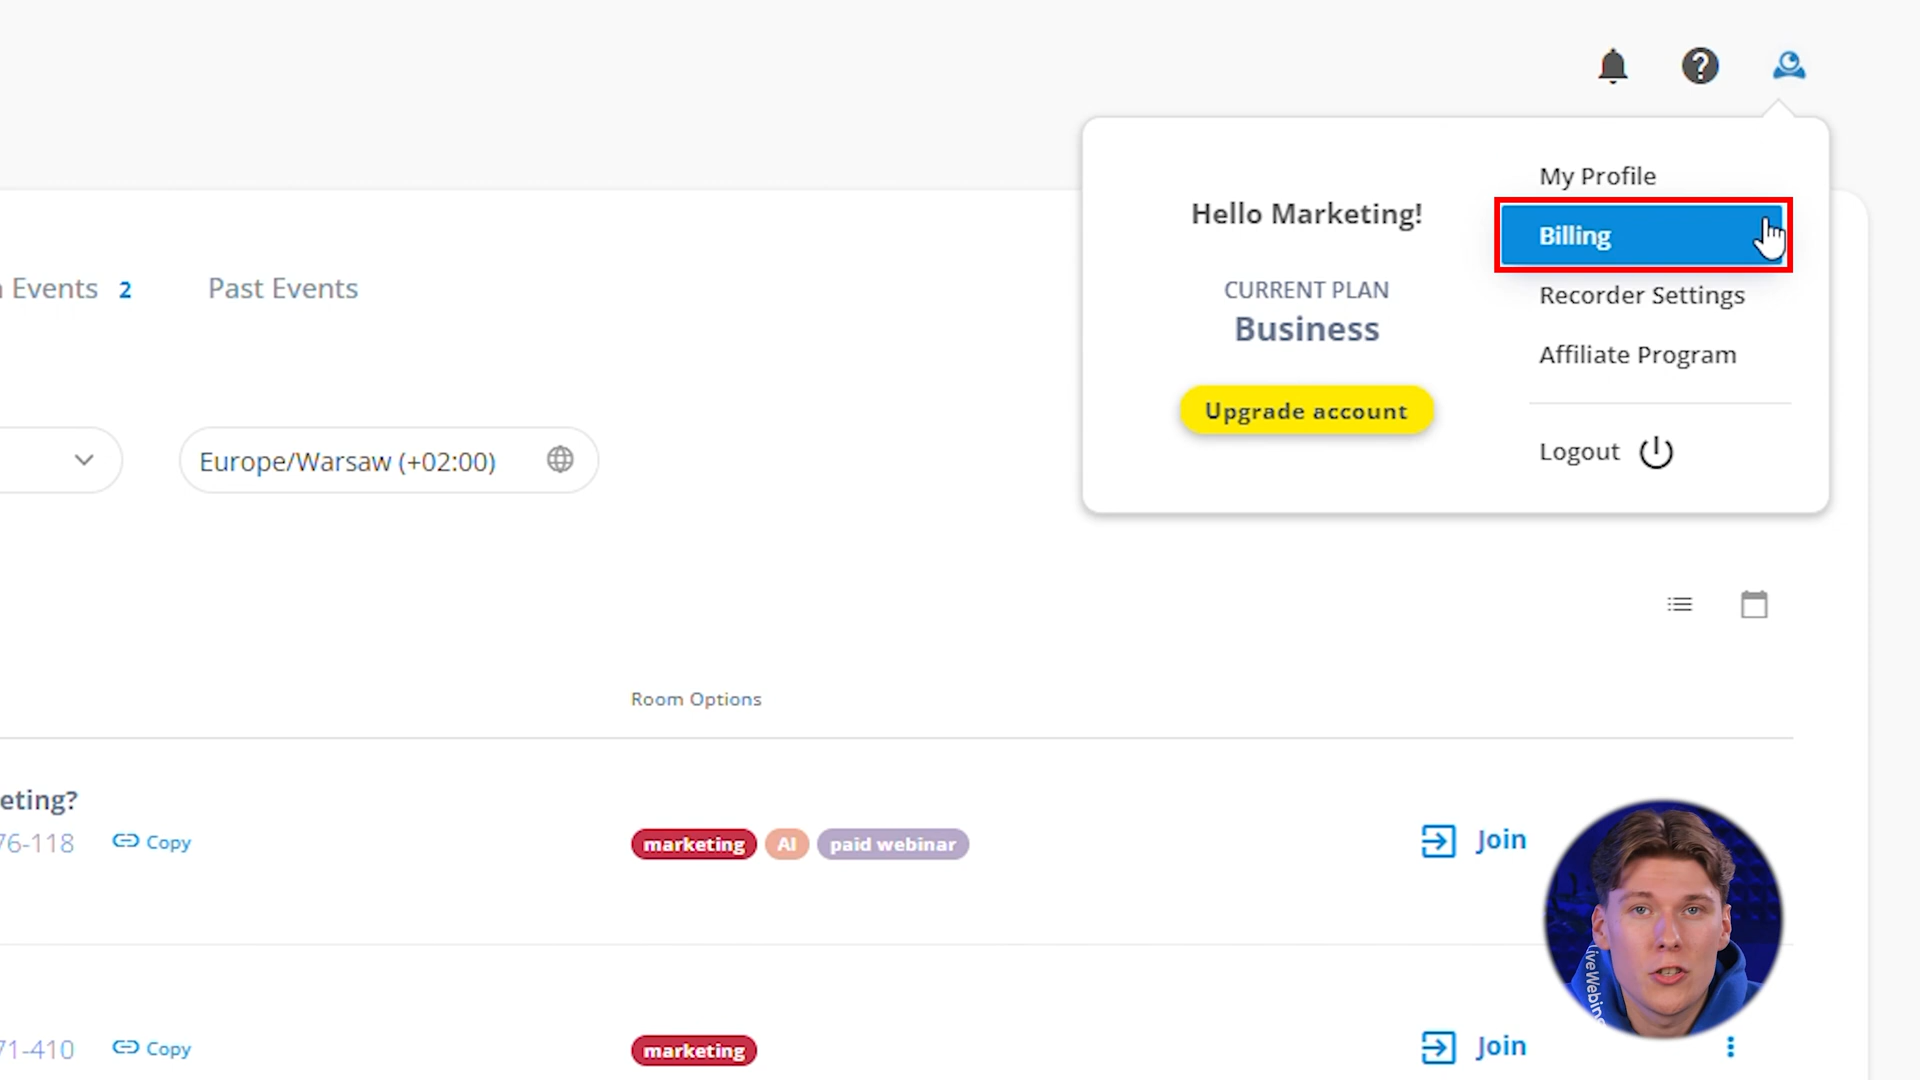 My Profile
Hello Marketing!
Billing
Events 2
Past Events
CURRENT PLAN
Business
Recorder Settings
Affiliate Program
Upgrade account
Europe/Warsaw (+02:00)
Logout
Room Options
eting?
76-118
Copy
marketing
AI
paid webinar
Join
iveWebin
71-410
Copy
marketing
Join